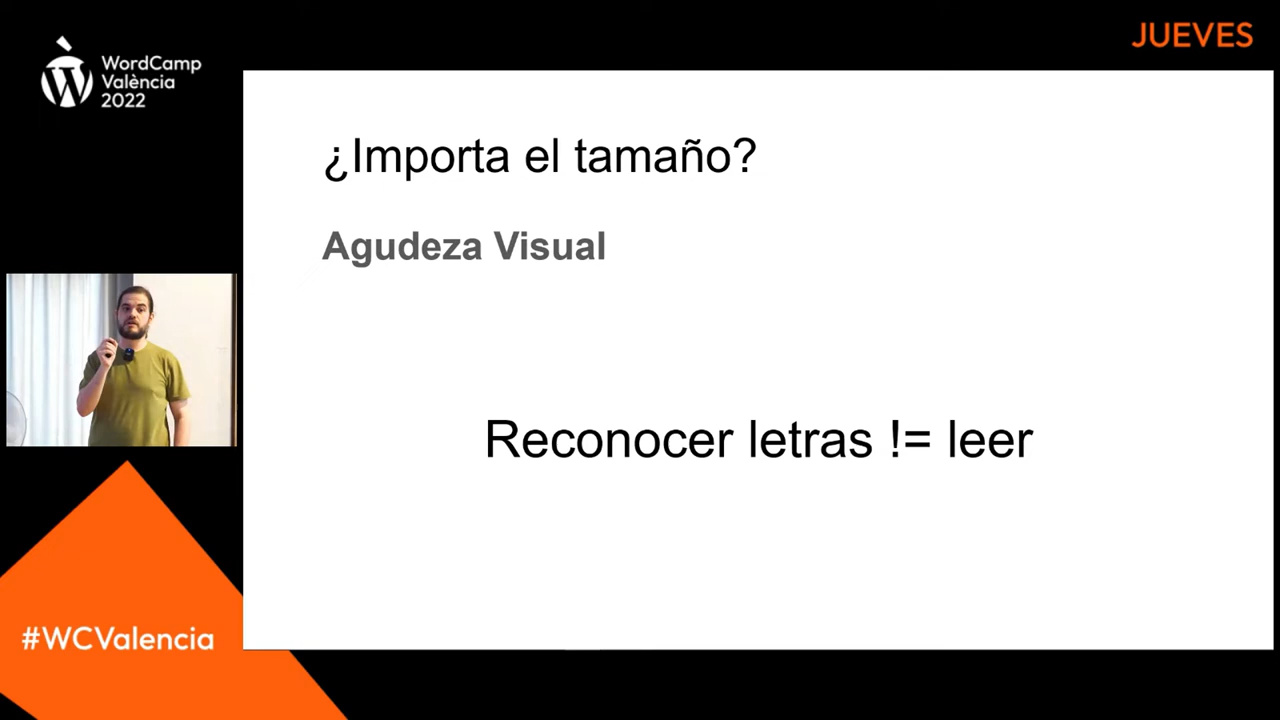 WordCamp
València
2022
JUEVES
¿Importa el tamaño?
Agudeza Visual
Reconocer letras != leer
#WCValencia